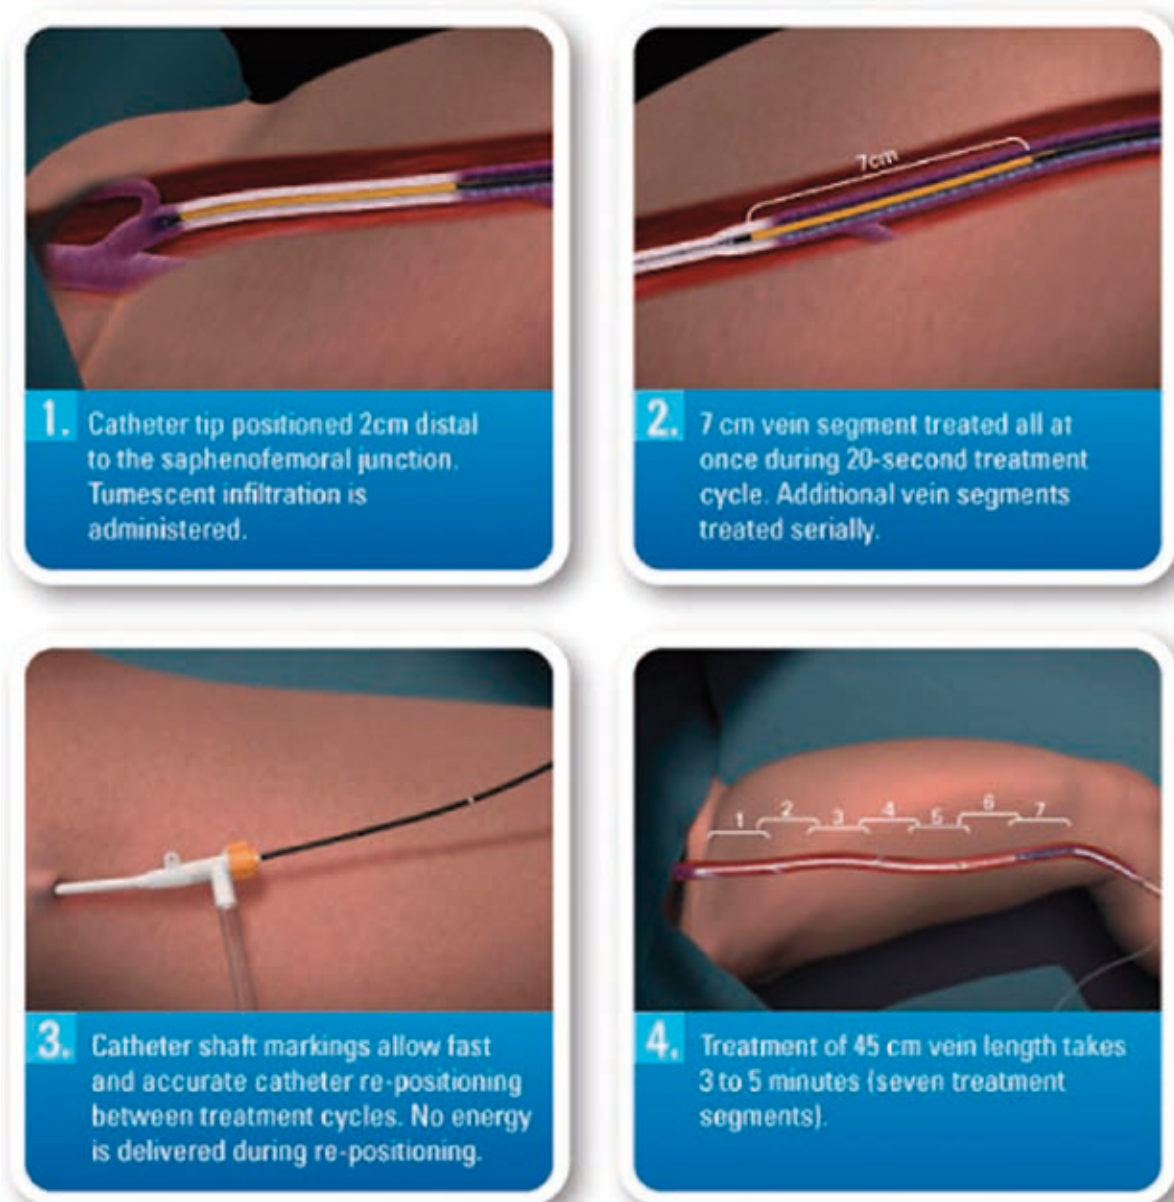 1. Catheter tip positioned 2cm distal
to the saphenofemoral junction.
Tumescent infiltration is
administered.
7cm
2. 7 cm vein segment treated all at
once during 20-second treatment
cycle. Additional vein segments
treated serially.
3. Catheter shaft markings allow fast
and accurate catheter re-positioning
between treatment cycles. No energy
is delivered during re-positioning.
1 2 3 4 5 6 7
4. Treatment of 45 cm vein length takes
3 to 5 minutes (seven treatment
segments).